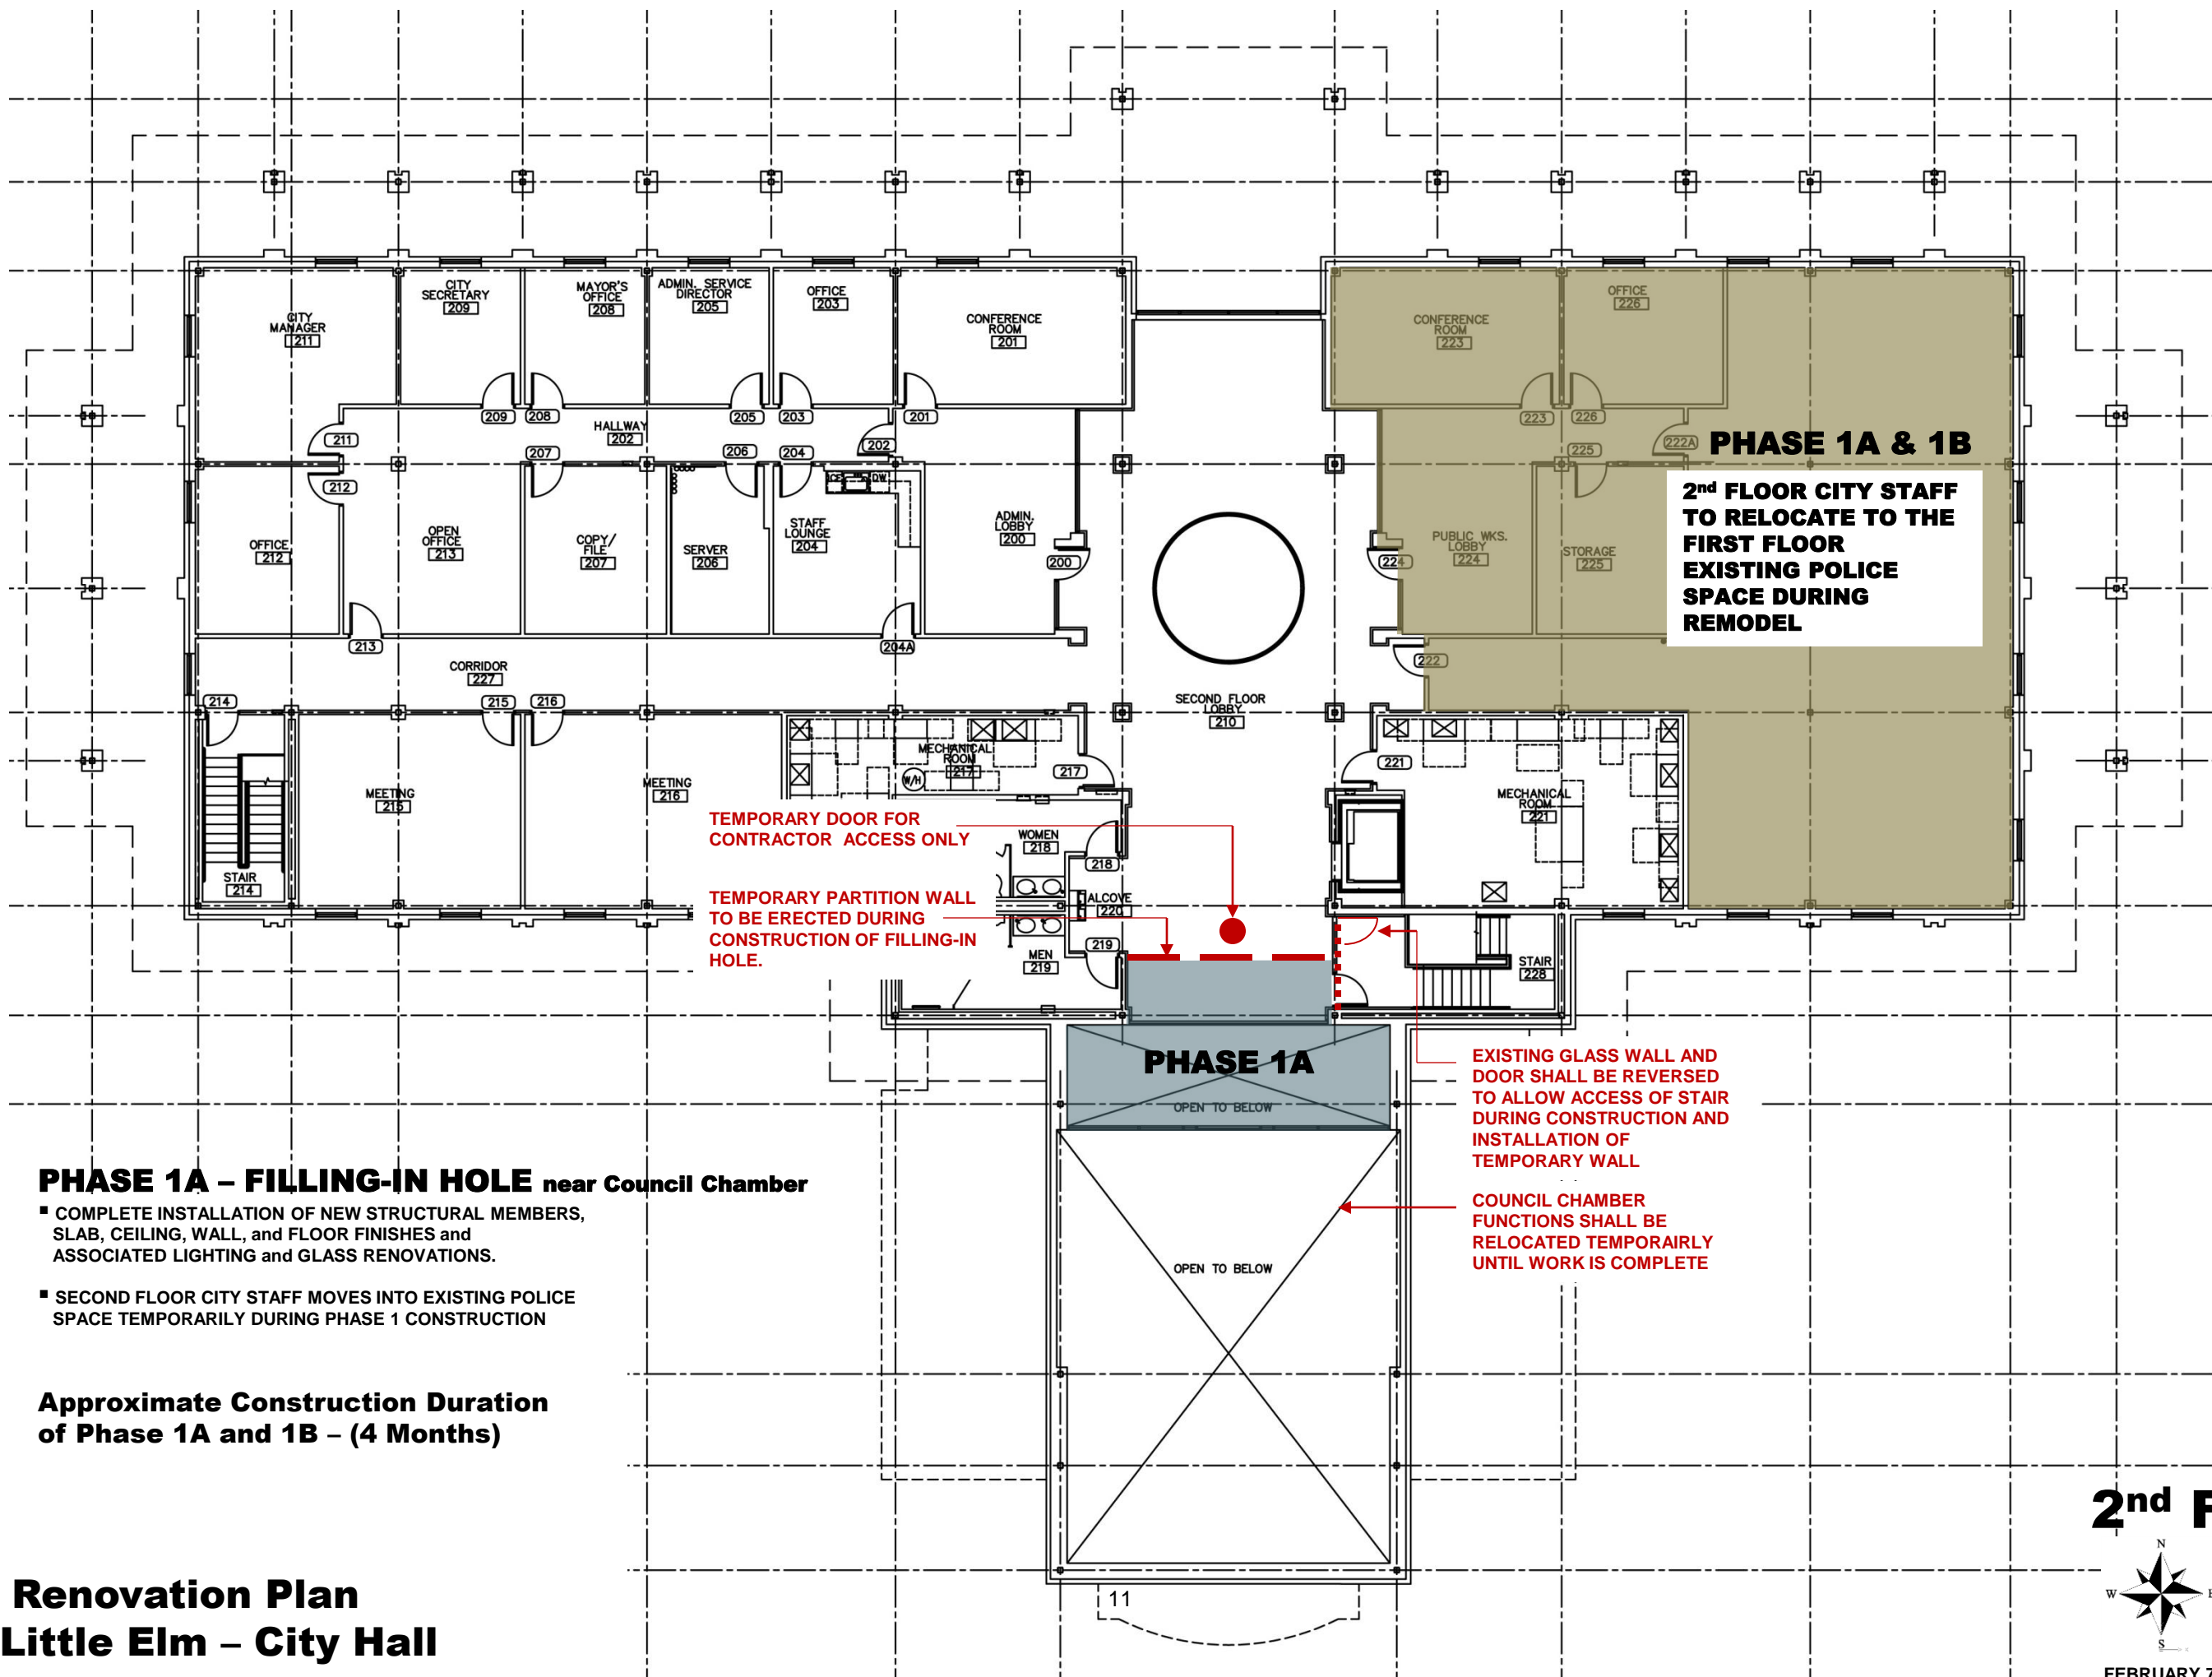 CITY
MANAGER
211
CITY
SECRETARY
209
MAYOR'S
OFFICE
208
ADMIN. SERVICE
DIRECTOR
205
OFFICE
203
CONFERENCE
ROOM
201
CONFERENCE
ROOM
223
OFFICE
226
209
208
205
203
201
223
226
211
HALLWAY
202
202
207
206
204
225
222A
PHASE 1A & 1B
212
DW
2nd FLOOR CITY STAFF
TO RELOCATE TO THE
FIRST FLOOR
EXISTING POLICE
SPACE DURING
REMODEL
OFFICE
212
OPEN
OFFICE
213
COPY/
FILE
207
SERVER
206
STAFF
LOUNGE
204
ADMIN.
LOBBY
200
200
224
PUBLIC WKS.
LOBBY
224
STORAGE
225
213
204A
222
CORRIDOR
227
214
215
216
SECOND FLOOR
LOBBY
210
MECHANICAL
ROOM
217
W/H
217
221
MEETING
215
MEETING
216
MECHANICAL
ROOM
221
TEMPORARY DOOR FOR
CONTRACTOR ACCESS ONLY
WOMEN
218
218
STAIR
214
TEMPORARY PARTITION WALL
TO BE ERECTED DURING
CONSTRUCTION OF FILLING-IN
HOLE.
ALCOVE
220
219
MEN
219
STAIR
228
PHASE 1A
OPEN TO BELOW
EXISTING GLASS WALL AND
DOOR SHALL BE REVERSED
TO ALLOW ACCESS OF STAIR
DURING CONSTRUCTION AND
INSTALLATION OF
TEMPORARY WALL
COUNCIL CHAMBER
FUNCTIONS SHALL BE
RELOCATED TEMPORAIRLY
UNTIL WORK IS COMPLETE
OPEN TO BELOW
PHASE 1A – FILLING-IN HOLE near Council Chamber
▪ COMPLETE INSTALLATION OF NEW STRUCTURAL MEMBERS,
SLAB, CEILING, WALL, and FLOOR FINISHES and
ASSOCIATED LIGHTING and GLASS RENOVATIONS.
▪ SECOND FLOOR CITY STAFF MOVES INTO EXISTING POLICE
SPACE TEMPORARILY DURING PHASE 1 CONSTRUCTION
Approximate Construction Duration
of Phase 1A and 1B – (4 Months)
Renovation Plan
Little Elm – City Hall
11
2nd F
N
W
S
FEBRUARY 7